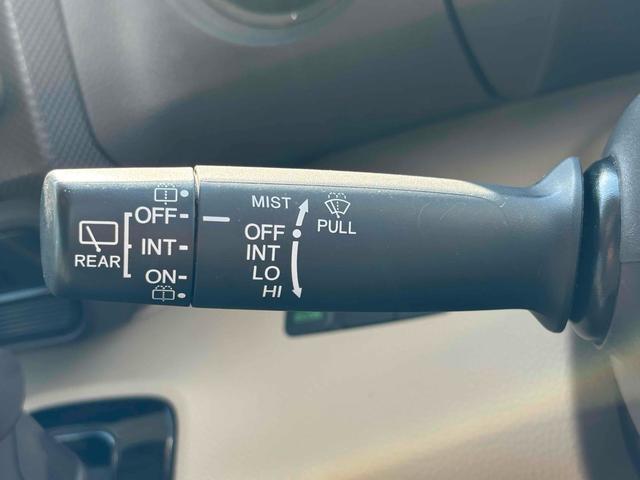 OFF
INT
ON
REAR
MIST
OFF
INT
LO
HI
PULL